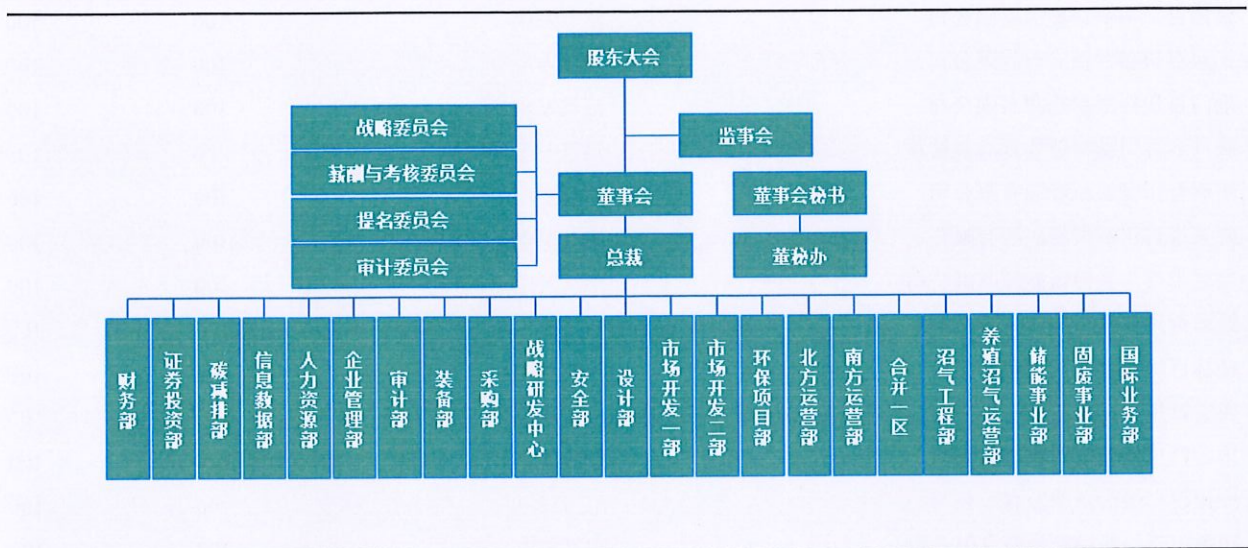 股东大会
监事会
战略委员会
薪酬与考核委员会
提名委员会
审计委员会
董事会
董事会秘书
总裁
董秘办
财务部
证券投资部
碳减排部
信息数据部
人力资源部
企业管理部
审计部
装备部
采购部
战略研发中心
安全部
设计部
市场开发一部
市场开发二部
环保项目部
北方运营部
南方运营部
合并一区
沼气工程部
养殖沼气运营部
储能事业部
固废事业部
国际业务部